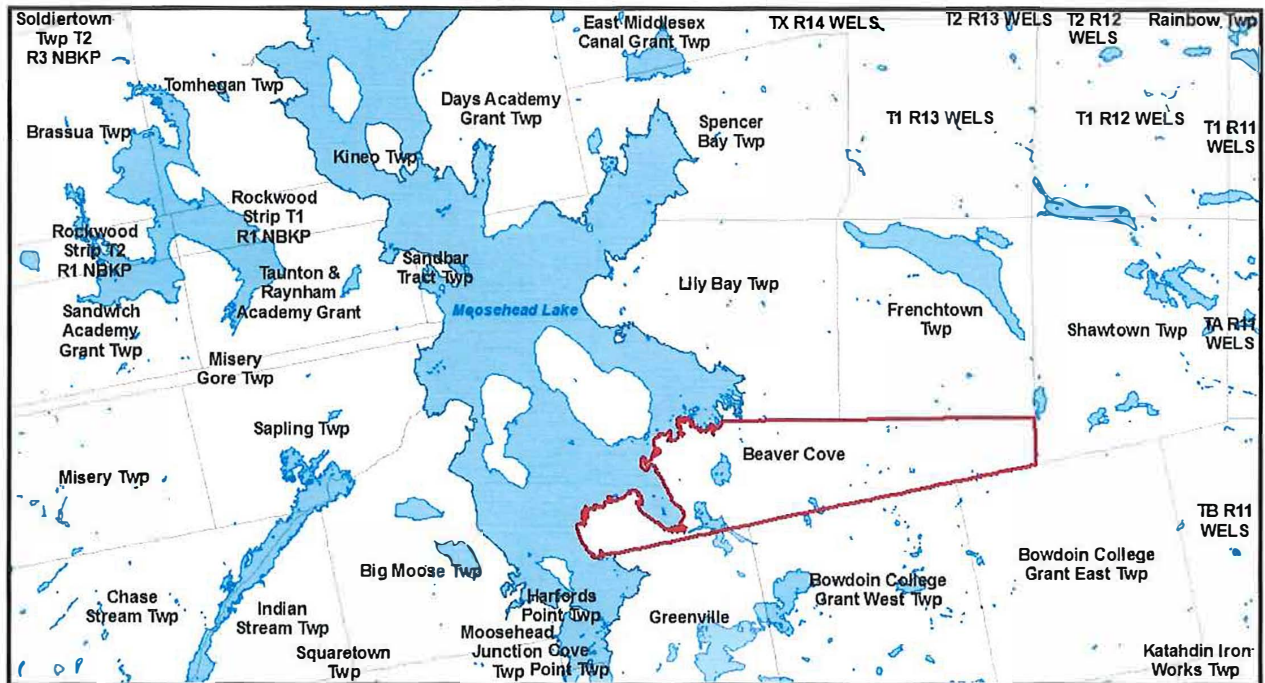 Soldiertown
Twp T2
R3 NBKP
East Middlesex
Canal Grant Twp
TX R14 WELS
T2 R13 WELS
T2 R12
WELS
Rainbow Twp
Tomhegan Twp
Days Academy
Grant Twp
Brassua Twp
Spencer
Bay Twp
T1 R13 WELS
T1 R12 WELS
T1 R11
WELS
Kineo Twp
Rockwood
Strip T1
R1 NBKP
Rockwood
Strip T2
R1 NBKP
Sandbar
Tract Twp
Taunton &
Raynham
Academy Grant
Lily Bay Twp
Moosehead Lake
Sandwich
Academy
Grant Twp
Frenchtown
Twp
Shawtown Twp
TA R11
WELS
Misery
Gore Twp
Sapling Twp
Beaver Cove
Misery Twp
TB R11
WELS
Bowdoin College
Grant East Twp
Big Moose Twp
Bowdoin College
Grant West Twp
Chase
Stream Twp
Indian
Stream Twp
Harfords
Point Twp
Greenville
Moosehead
Junction Cove
Twp Point Twp
Squaretown
Twp
Katahdin Iron
Works Twp